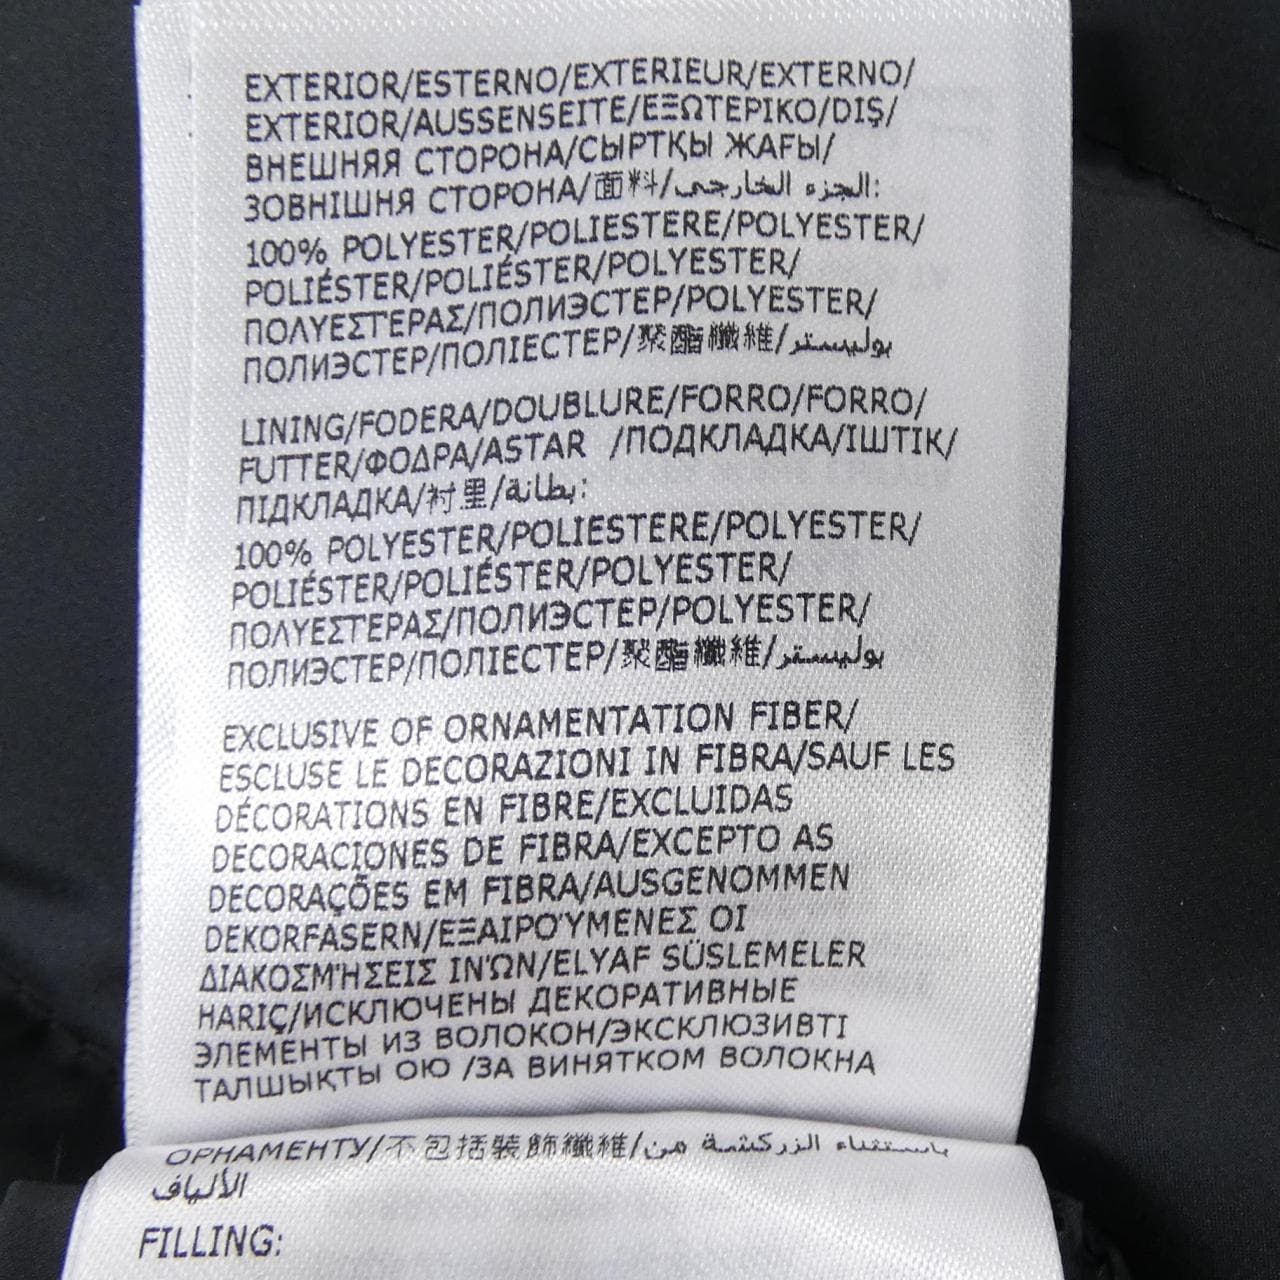 EXTERIOR/ESTERNO/EXTERIEUR/EXTERNO/
EXTERIOR/AUSSENSEITE/ΕΞΩΤΕΡΙΚΟ/DIŞ/
ВНЕШНЯЯ СТОРОНА/СЫРТҚЫ ЖАҒЫ/
ЗОВНІШНЯ СТОРОНА/面料/الجزء الخارجي:
100% POLYESTER/POLIESTERE/POLYESTER/
POLIÉSTER/POLIÉSTER/POLYESTER/
ΠΟΛΥΕΣΤΕΡΑΣ/ПОЛИЭСТЕР/POLYESTER/
ПОЛИЭСТЕР/ПОЛІЕСТЕР/聚酯纖維/بوليستر
LINING/FODERA/DOUBLURE/FORRO/FORRO/
FUTTER/ΦΟΔΡΑ/ASTAR /ПОДКЛАДКА/ІШТІК/
ПІДКЛАДКА/衬里/بطانة:
100% POLYESTER/POLIESTERE/POLYESTER/
POLIÉSTER/POLIÉSTER/POLYESTER/
ΠΟΛΥΕΣΤΕΡΑΣ/ПОЛИЭСТЕР/POLYESTER/
ПОЛИЭСТЕР/ПОЛІЕСТЕР/聚酯纖維/بوليستر
EXCLUSIVE OF ORNAMENTATION FIBER/
ESCLUSE LE DECORAZIONI IN FIBRA/SAUF LES
DÉCORATIONS EN FIBRE/EXCLUIDAS
DECORACIONES DE FIBRA/EXCEPTO AS
DECORAÇÕES EM FIBRA/AUSGENOMMEN
DEKORFASERN/ΕΞΑΙΡΟΎΜΕΝΕΣ ΟΙ
ΔΙΑΚΟΣΜΉΣΕΙΣ ΙΝΏΝ/ELYAF SÜSLEMELER
HARIÇ/ИСКЛЮЧЕНЫ ДЕКОРАТИВНЫЕ
ЭЛЕМЕНТЫ ИЗ ВОЛОКОН/ЭКСКЛЮЗИВТІ
ТАЛШЫҚТЫ ОЮ /ЗА ВИНЯТКОМ ВОЛОКНА
ОРНАМЕНТУ/不包括裝飾纖維/باستثناء الزركشة من
الألياف
FILLING: